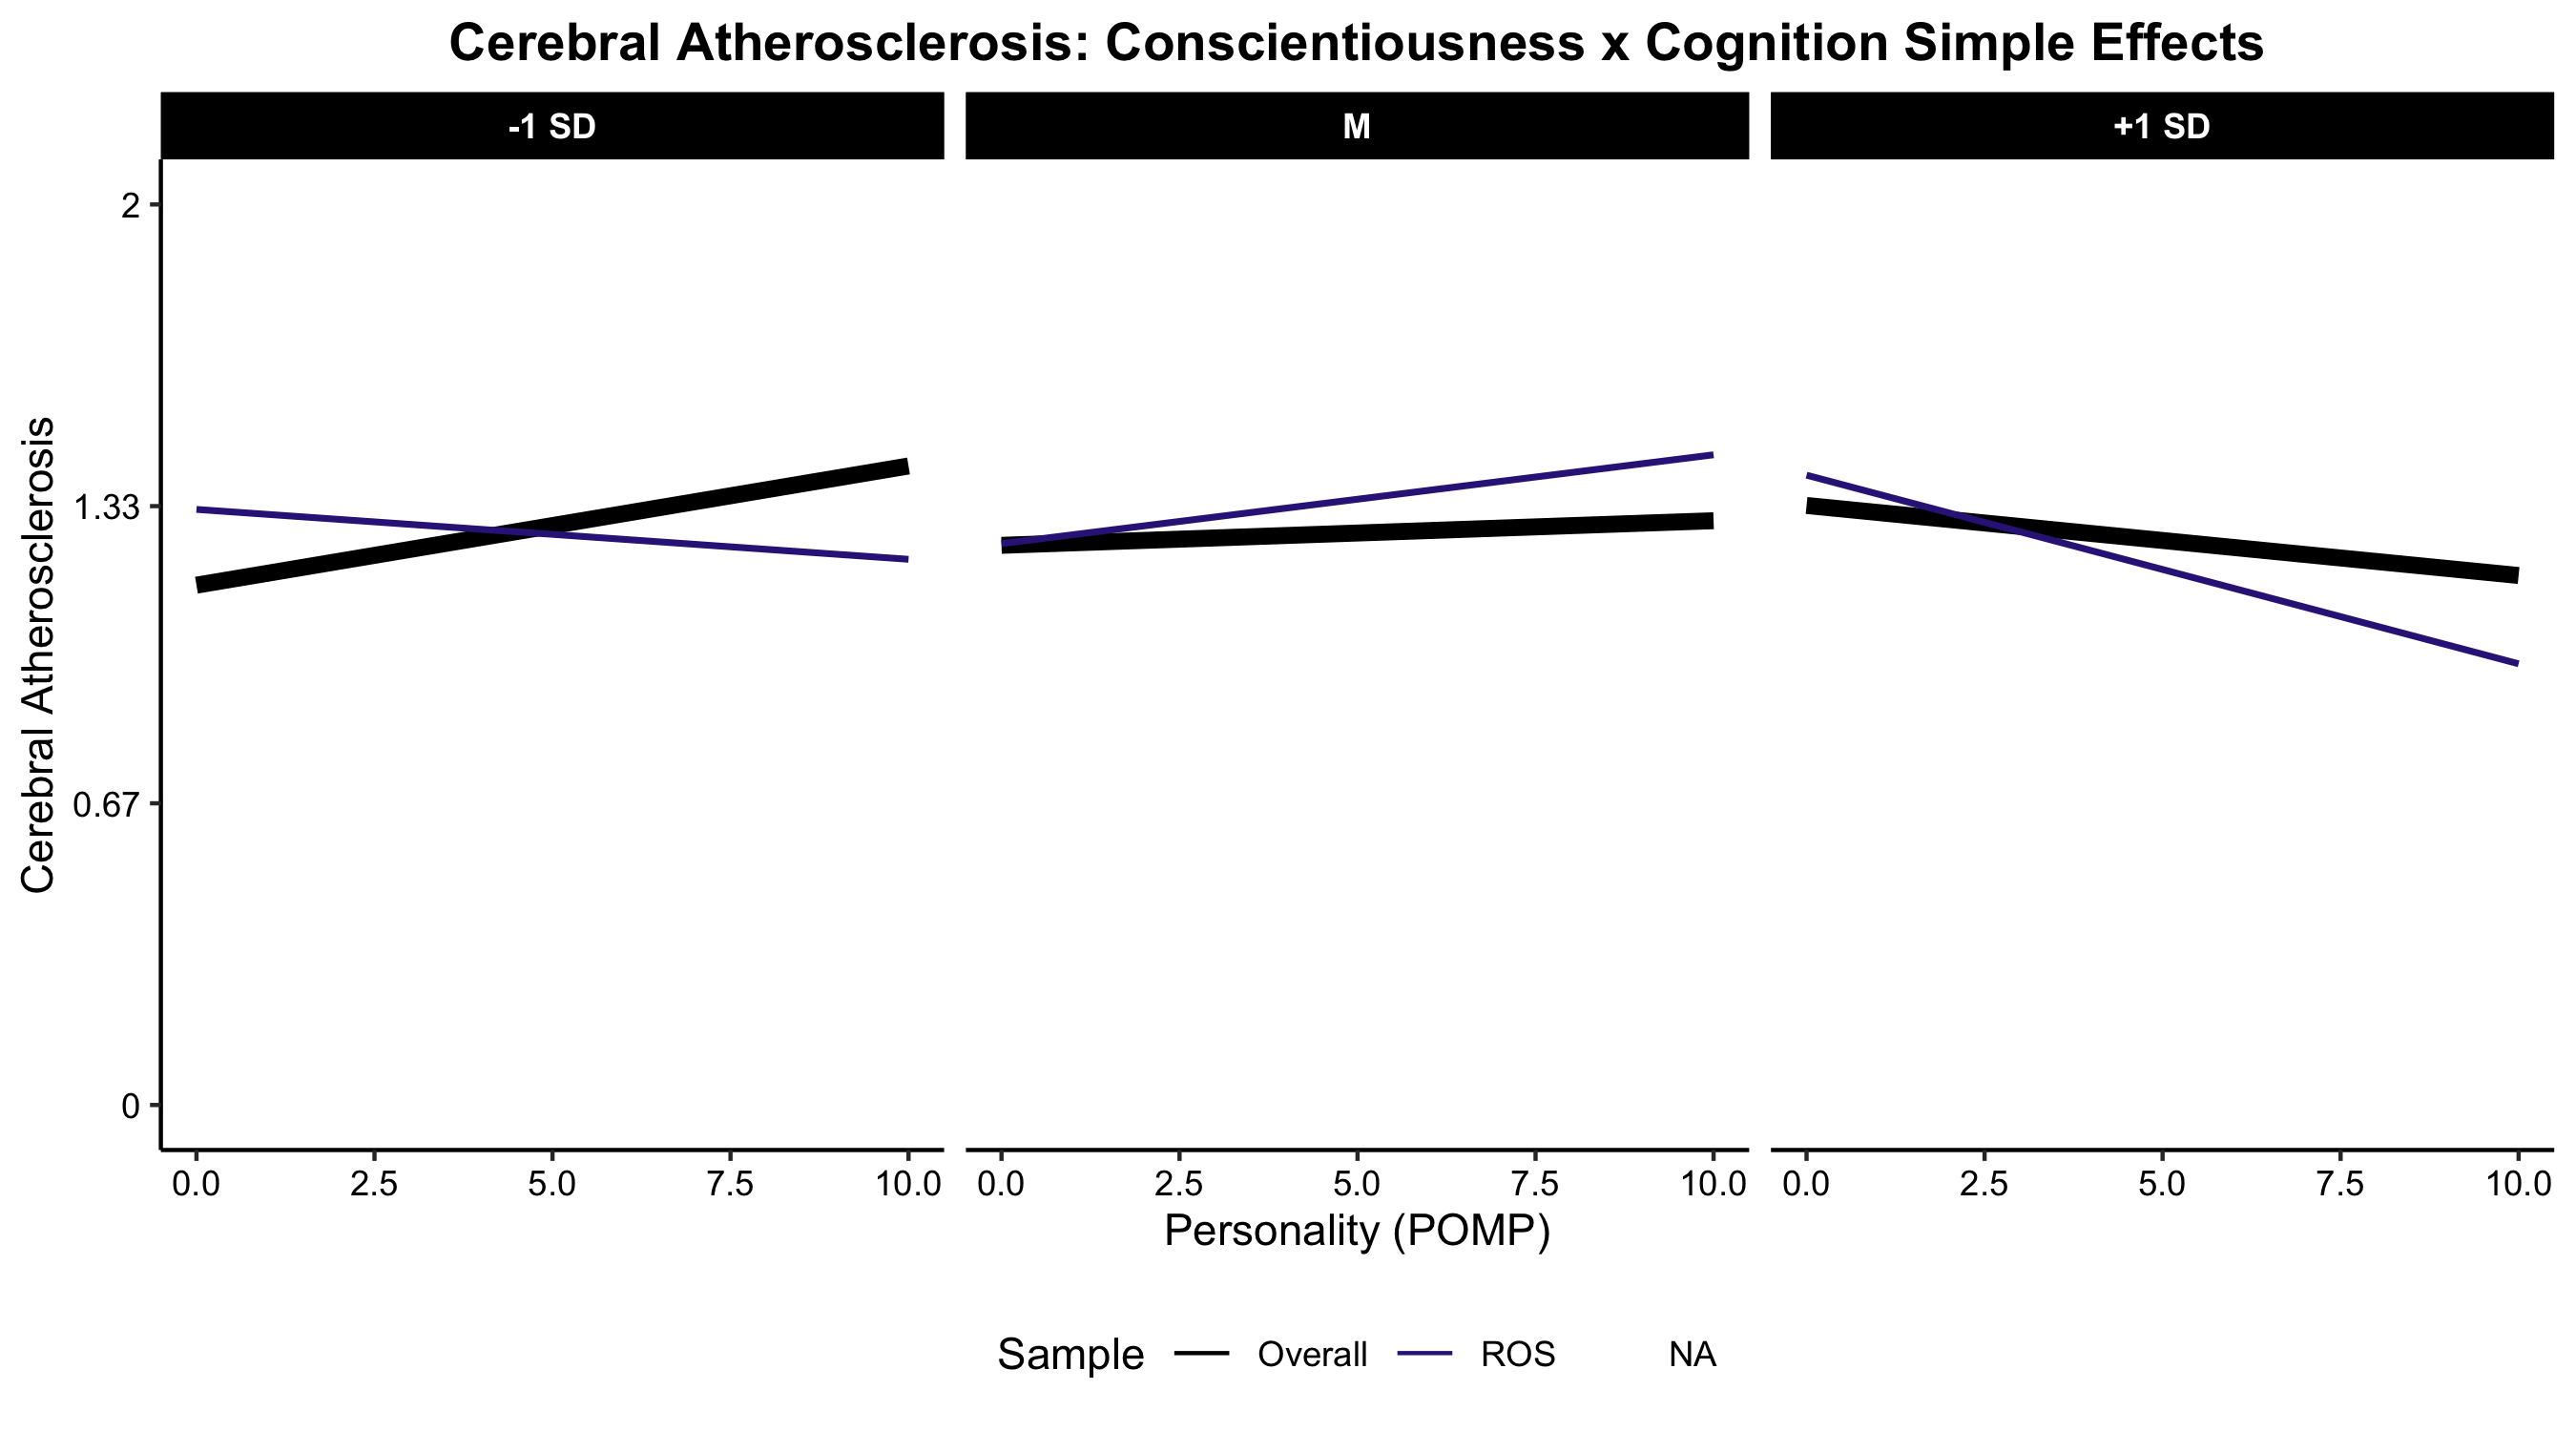 Cerebral Atherosclerosis: Conscientiousness x Cognition Simple Effects
-1 SD
M
+1 SD
Cerebral Atherosclerosis
2
1.33
0.67
0
0.0 2.5 5.0 7.5 10.0
0.0 2.5 5.0 7.5 10.0
0.0 2.5 5.0 7.5 10.0
Personality (POMP)
Sample Overall ROS NA